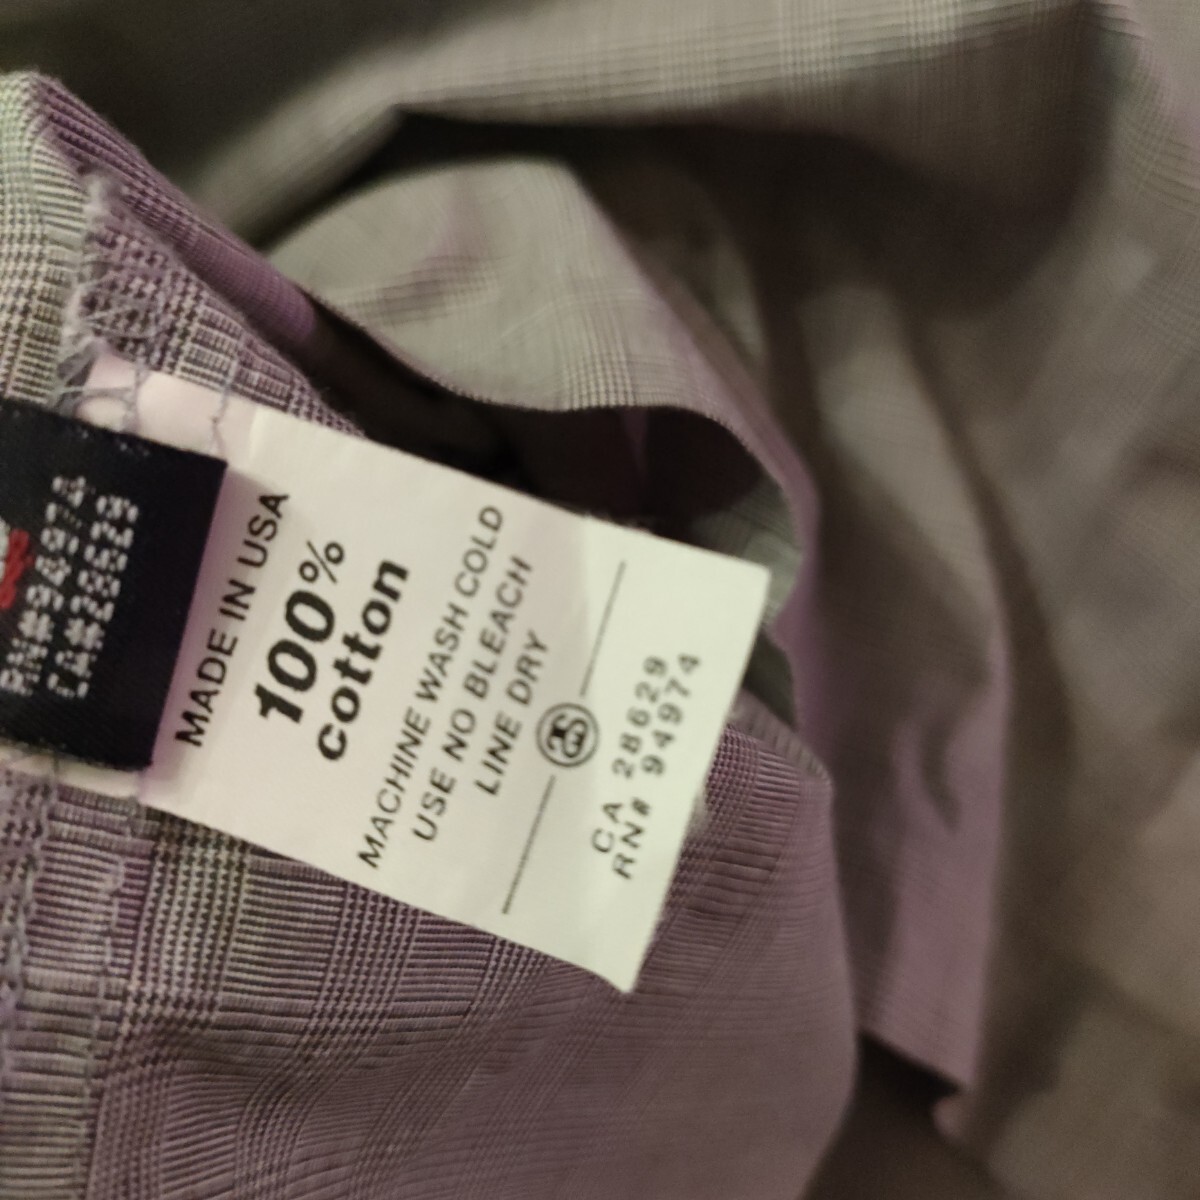 RN#94974
CA#28629
MADE IN USA
100%
cotton
MACHINE WASH COLD
USE NO BLEACH
LINE DRY
CA 28629
RN# 94974